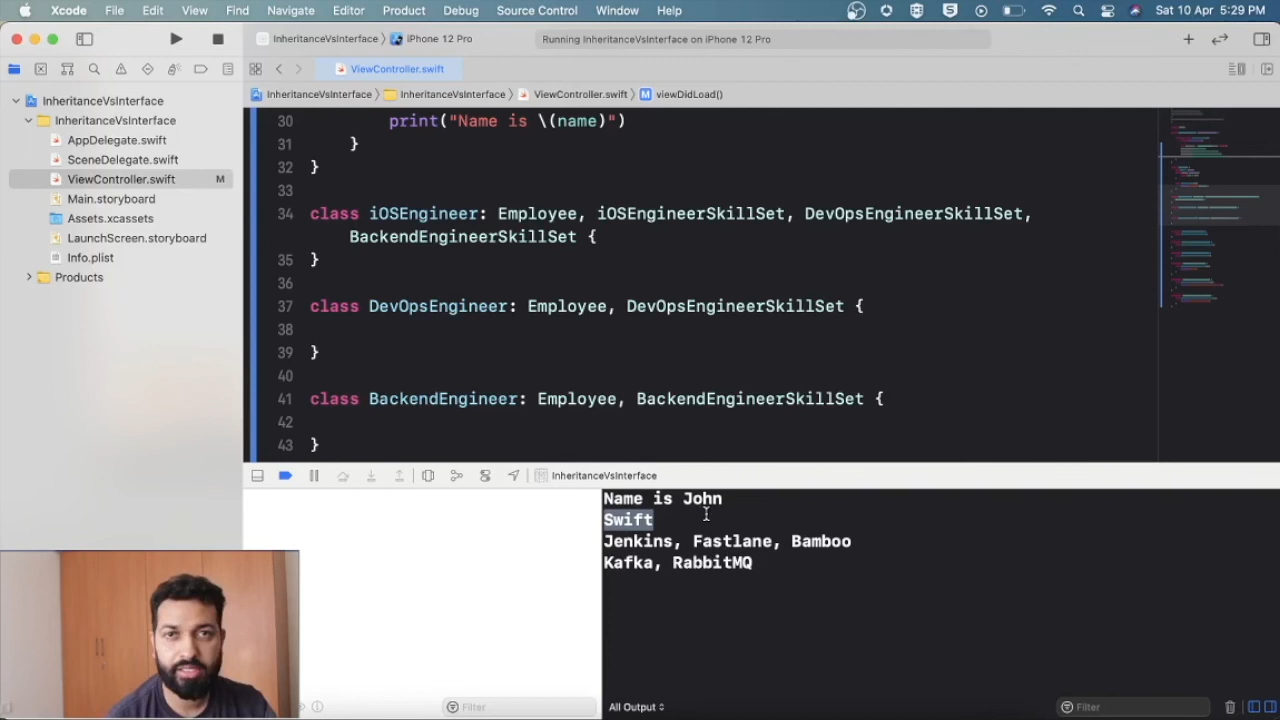 Xcode File Edit View Find Navigate Editor Product Debug Source Control Window Help Sat 10 Apr 5:29 PM
InheritanceVsInterface iPhone 12 Pro Running InheritanceVsInterface on iPhone 12 Pro
ViewController.swift
InheritanceVsInterface InheritanceVsInterface ViewController.swift M viewDidLoad()
InheritanceVsInterface
InheritanceVsInterface
AppDelegate.swift
SceneDelegate.swift
ViewController.swift M
Main.storyboard
Assets.xcassets
LaunchScreen.storyboard
Info.plist
Products
30 print("Name is \(name)")
31 }
32 }
33
34 class iOSEngineer: Employee, iOSEngineerSkillSet, DevOpsEngineerSkillSet,
BackendEngineerSkillSet {
35 }
36
37 class DevOpsEngineer: Employee, DevOpsEngineerSkillSet {
38
39 }
40
41 class BackendEngineer: Employee, BackendEngineerSkillSet {
42
43 }
InheritanceVsInterface
Name is John
Swift
Jenkins, Fastlane, Bamboo
Kafka, RabbitMQ
Filter
All Output
Filter